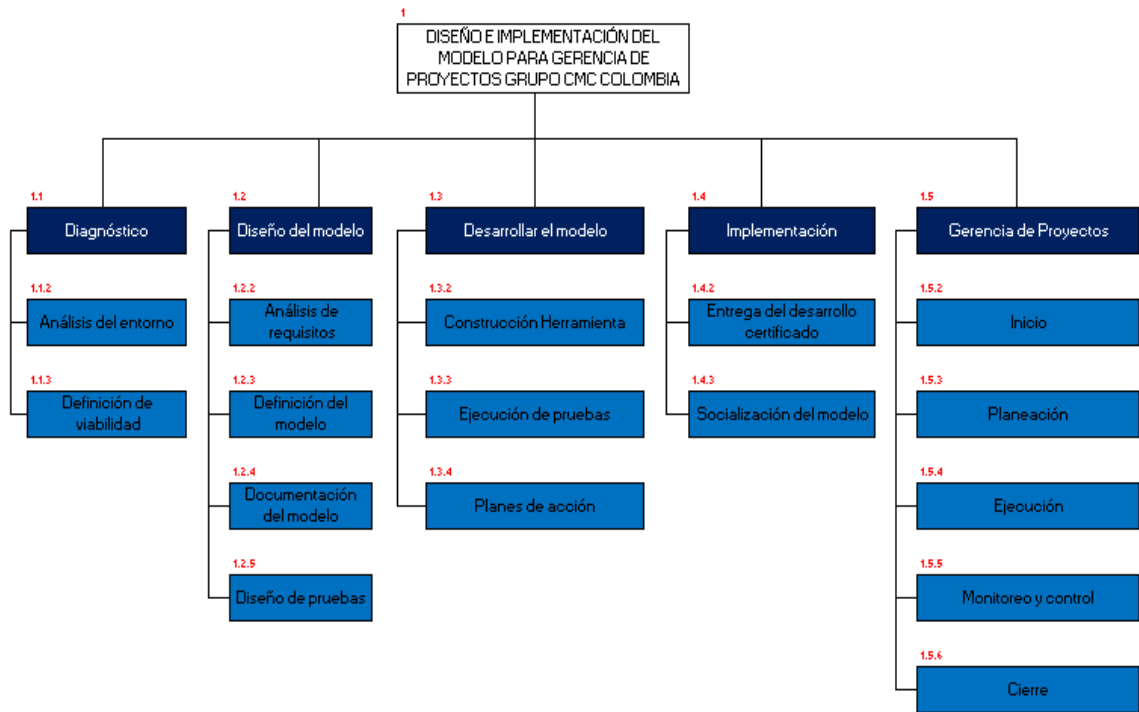 1
DISEÑO E IMPLEMENTACIÓN DEL
MODELO PARA GERENCIA DE
PROYECTOS GRUPO CMC COLOMBIA
1.1
Diagnóstico
1.1.2
Análisis del entorno
1.1.3
Definición de
viabilidad
1.2
Diseño del modelo
1.2.2
Análisis de
requisitos
1.2.3
Definición del
modelo
1.2.4
Documentación
del modelo
1.2.5
Diseño de pruebas
1.3
Desarrollar el modelo
1.3.2
Construcción Herramienta
1.3.3
Ejecución de pruebas
1.3.4
Planes de acción
1.4
Implementación
1.4.2
Entrega del desarrollo
certificado
1.4.3
Socialización del modelo
1.5
Gerencia de Proyectos
1.5.2
Inicio
1.5.3
Planeación
1.5.4
Ejecución
1.5.5
Monitoreo y control
1.5.6
Cierre